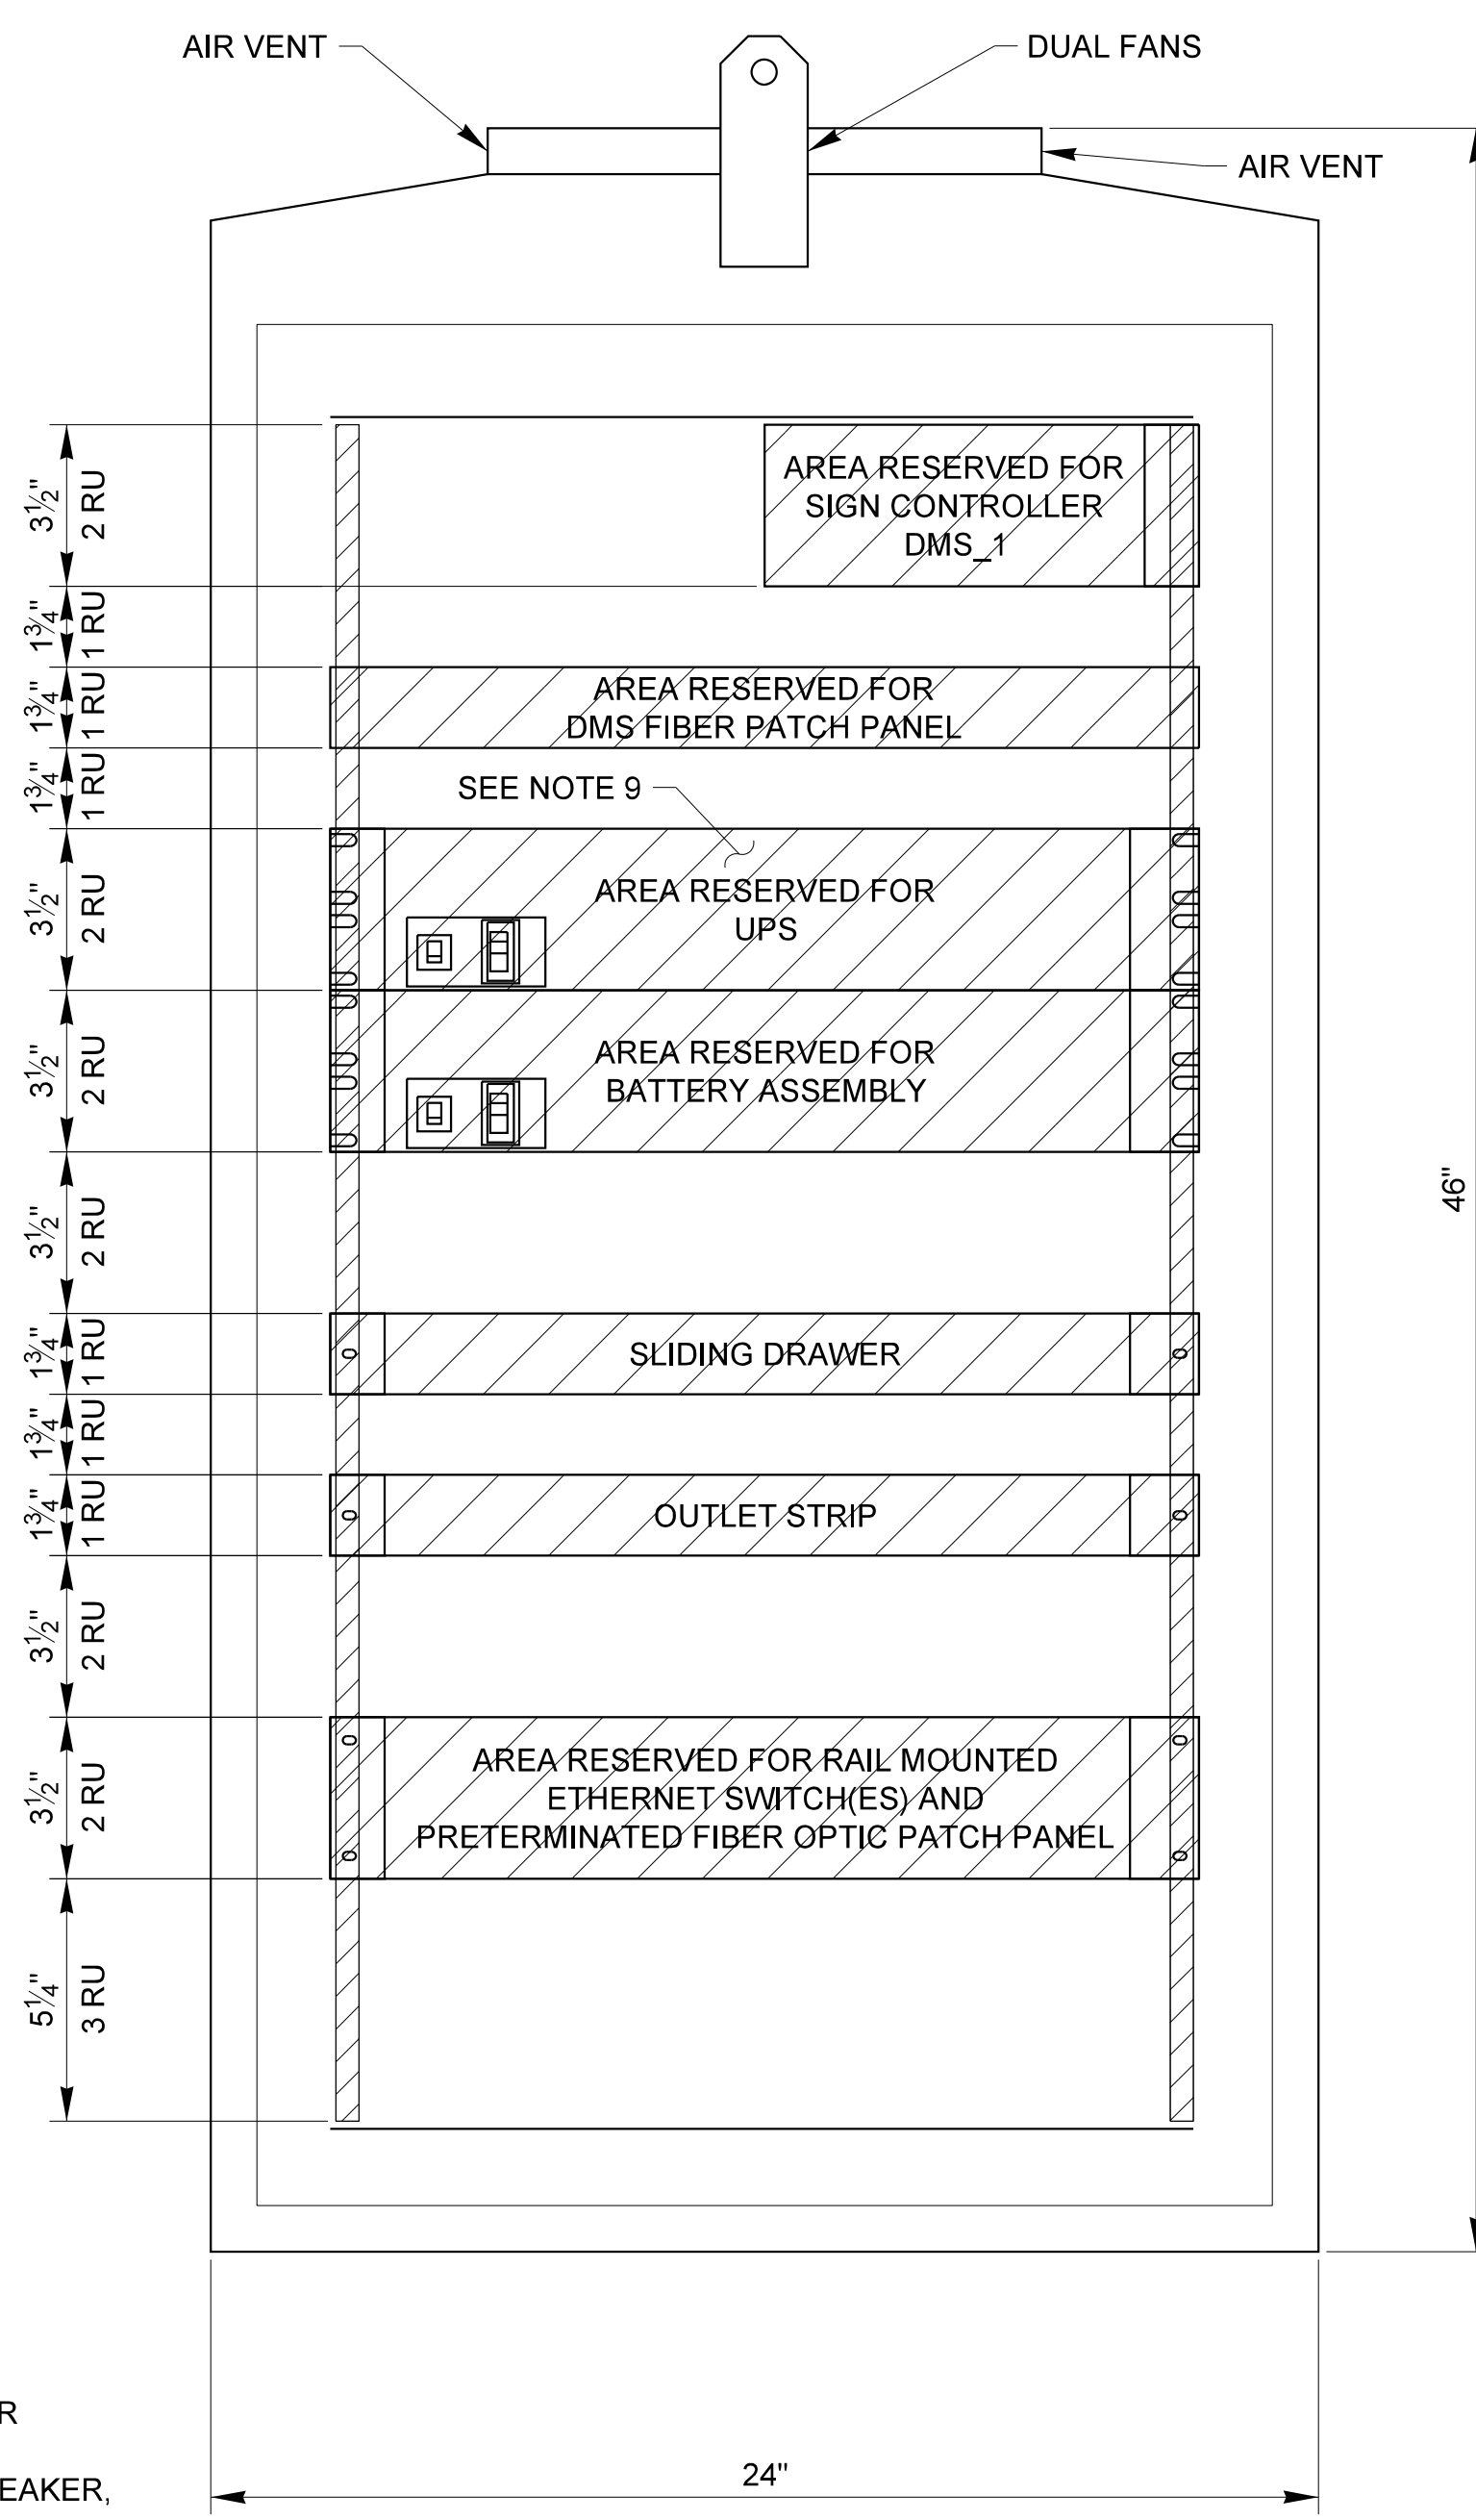 AIR VENT
DUAL FANS
AIR VENT
3½"
2 RU
AREA RESERVED FOR
SIGN CONTROLLER
DMS_1
1¾"
1 RU
1¾"
1 RU
AREA RESERVED FOR
DMS FIBER PATCH PANEL
1¾"
1 RU
SEE NOTE 9
3½"
2 RU
AREA RESERVED FOR
UPS
3½"
2 RU
AREA RESERVED FOR
BATTERY ASSEMBLY
46"
3½"
2 RU
1¾"
1 RU
SLIDING DRAWER
1¾"
1 RU
1¾"
1 RU
OUTLET STRIP
3½"
2 RU
3½"
2 RU
AREA RESERVED FOR RAIL MOUNTED
ETHERNET SWITCH(ES) AND
PRETERMINATED FIBER OPTIC PATCH PANEL
5¼"
3 RU
R
EAKER,
24"